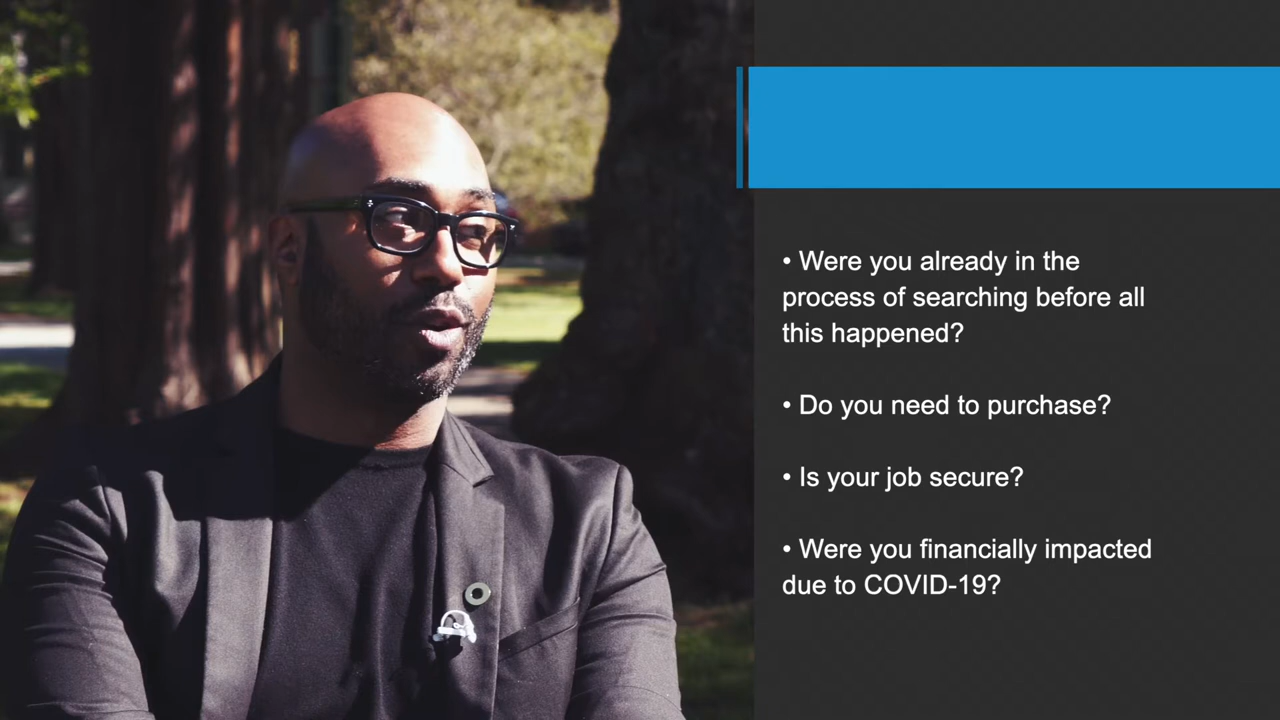 • Were you already in the
process of searching before all
this happened?
• Do you need to purchase?
• Is your job secure?
• Were you financially impacted
due to COVID-19?